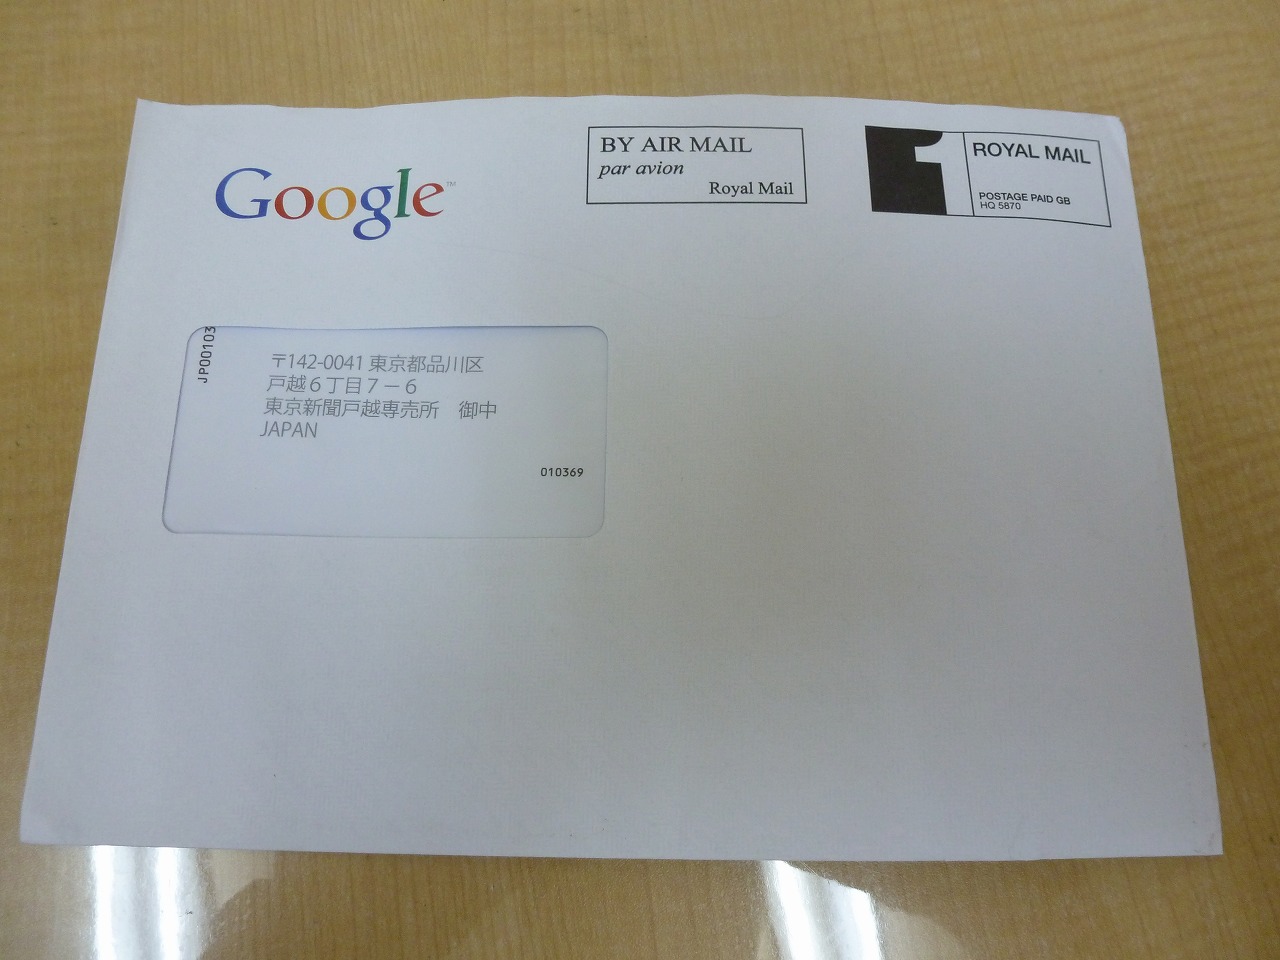 Google™
BY AIR MAIL
par avion
Royal Mail
1
ROYAL MAIL
POSTAGE PAID GB
HQ 5870
JP00103
〒142-0041 東京都品川区
戸越６丁目７－６
東京新聞戸越専売所　御中
JAPAN
010369